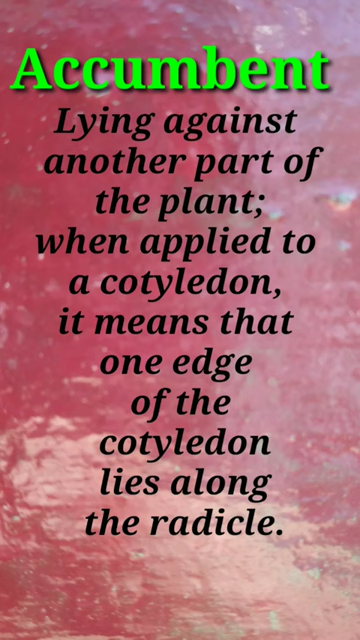 Accumbent
Lying against
another part of
the plant;
when applied to
a cotyledon,
it means that
one edge
of the
cotyledon
lies along
the radicle.